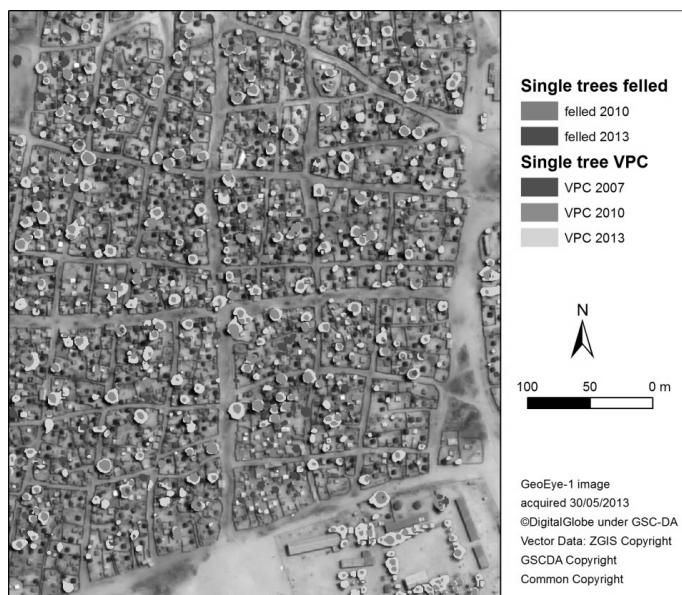 Single trees felled
felled 2010
felled 2013
Single tree VPC
VPC 2007
VPC 2010
VPC 2013
N
100 50 0 m
GeoEye-1 image
acquired 30/05/2013
©DigitalGlobe under GSC-DA
Vector Data: ZGIS Copyright
GSCDA Copyright
Common Copyright